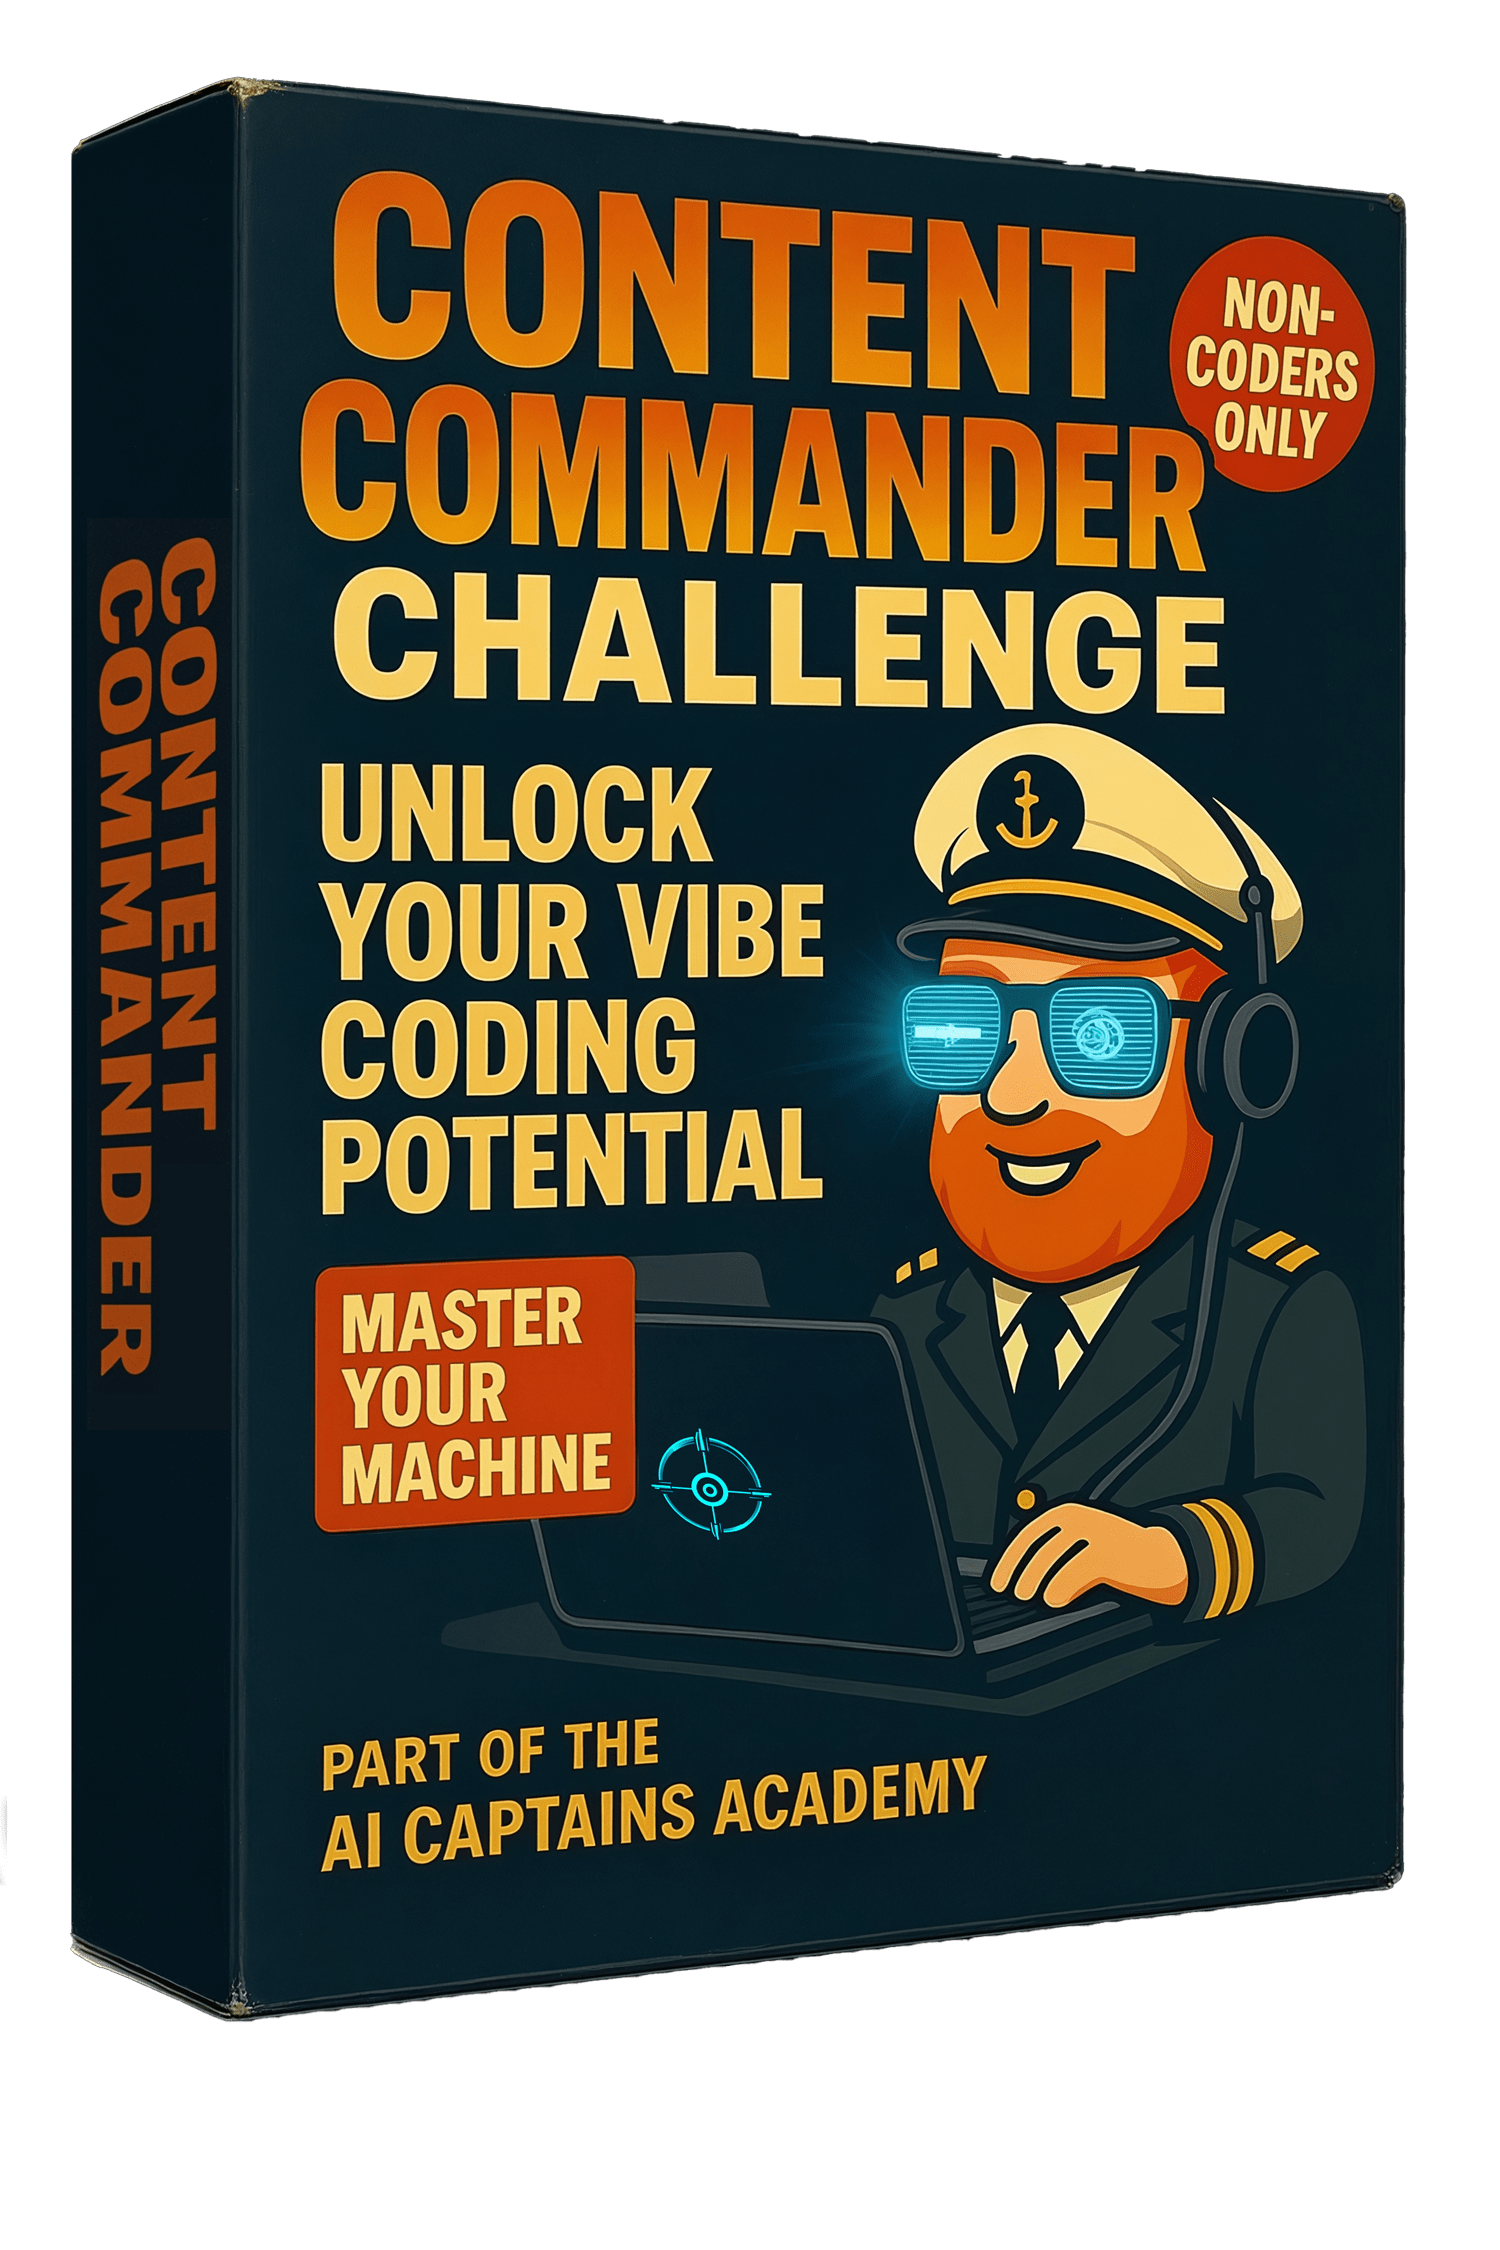 CONTENT
COMMANDER
CHALLENGE
NON-
CODERS
ONLY
UNLOCK
YOUR VIBE
CODING
POTENTIAL
MASTER
YOUR
MACHINE
PART OF THE
AI CAPTAINS ACADEMY
CONTENT
COMMANDER